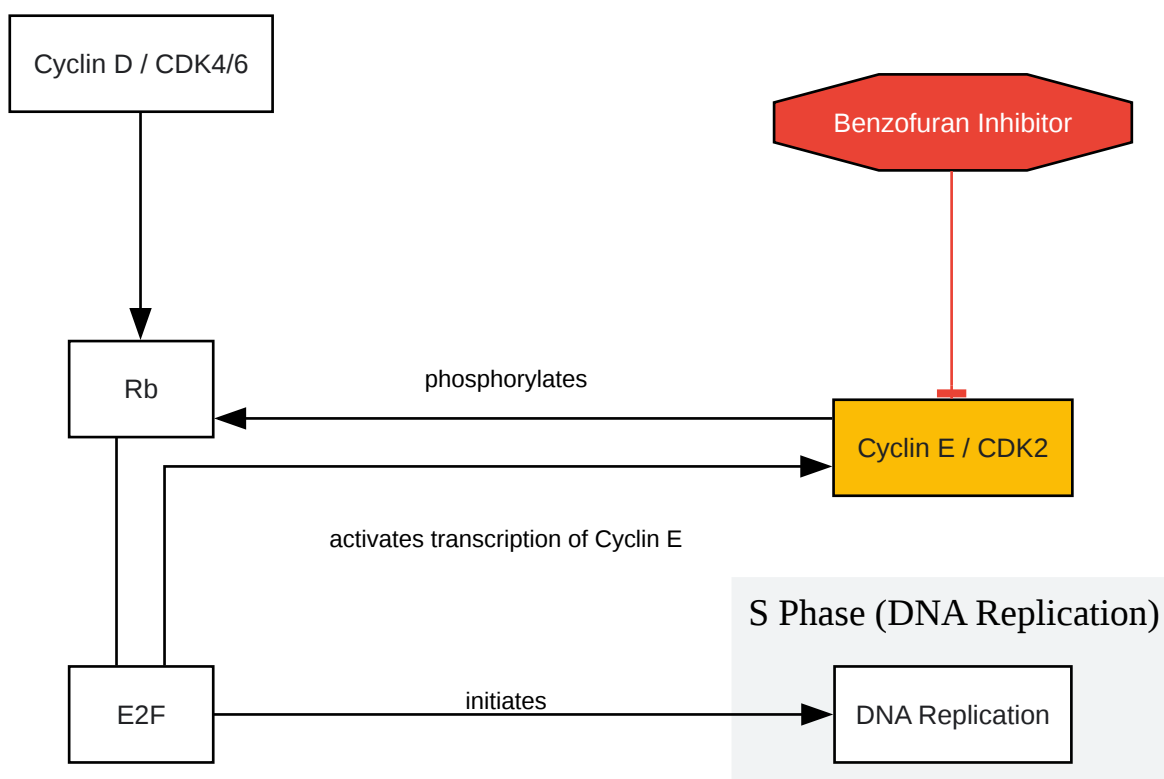 Cyclin D / CDK4/6
Benzofuran Inhibitor
Rb
phosphorylates
Cyclin E / CDK2
activates transcription of Cyclin E
S Phase (DNA Replication)
E2F
initiates
DNA Replication